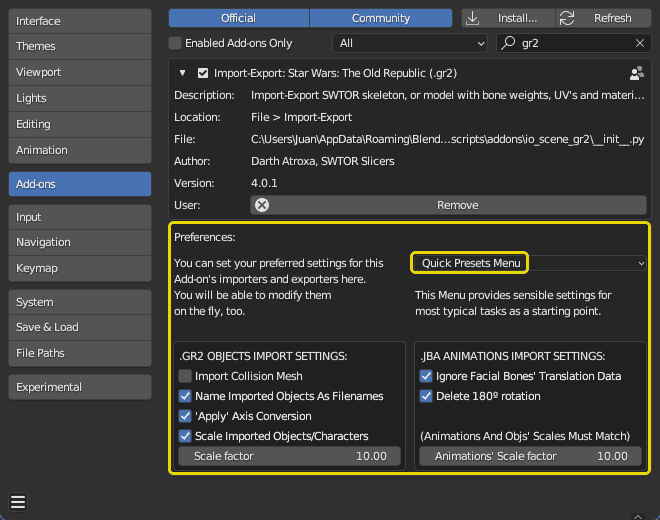 Interface
Themes
Viewport
Lights
Editing
Animation
Add-ons
Input
Navigation
Keymap
System
Save & Load
File Paths
Experimental
Official
Community
Install...
Refresh
Enabled Add-ons Only
All
gr2
Import-Export: Star Wars: The Old Republic (.gr2)
Description: Import-Export SWTOR skeleton, or model with bone weights, UV's and materi...
Location: File > Import-Export
File: C:\Users\Juan\AppData\Roaming\Blend...scripts\addons\io_scene_gr2\__init__.py
Author: Darth Atroxa, SWTOR Slicers
Version: 4.0.1
User: Remove
Preferences:
You can set your preferred settings for this
Add-on's importers and exporters here.
You will be able to modify them
on the fly, too.
Quick Presets Menu
This Menu provides sensible settings for
most typical tasks as a starting point.
.GR2 OBJECTS IMPORT SETTINGS:
Import Collision Mesh
Name Imported Objects As Filenames
'Apply' Axis Conversion
Scale Imported Objects/Characters
Scale factor 10.00
.JBA ANIMATIONS IMPORT SETTINGS:
Ignore Facial Bones' Translation Data
Delete 180º rotation
(Animations And Objs' Scales Must Match)
Animations' Scale factor 10.00